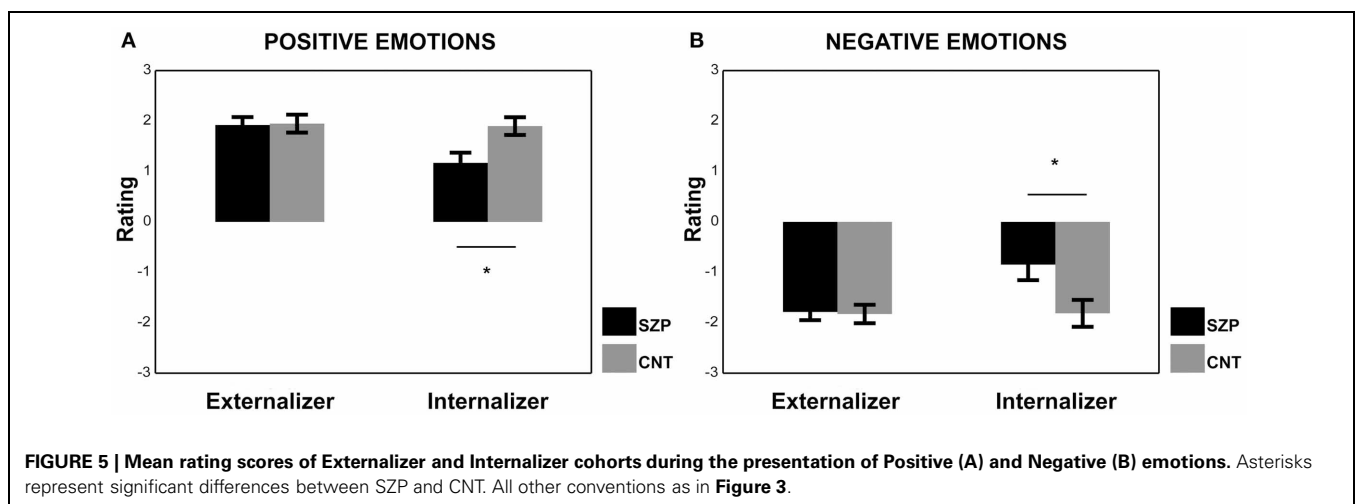 A
POSITIVE EMOTIONS
3
2
1
0
-1
-2
-3
Rating
*
SZP
CNT
Externalizer
Internalizer
B
NEGATIVE EMOTIONS
3
2
1
0
-1
-2
-3
Rating
*
SZP
CNT
Externalizer
Internalizer
FIGURE 5 | Mean rating scores of Externalizer and Internalizer cohorts during the presentation of Positive (A) and Negative (B) emotions. Asterisks
represent significant differences between SZP and CNT. All other conventions as in Figure 3.